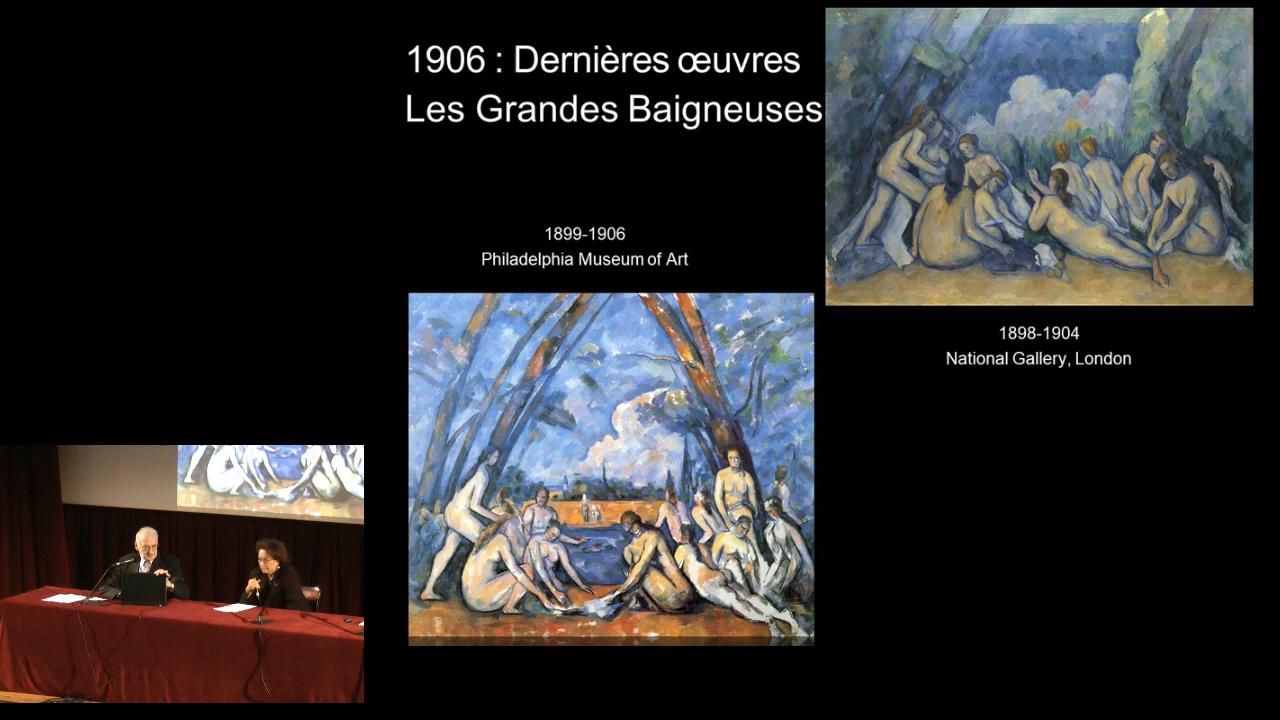 1906 : Dernières œuvres
Les Grandes Baigneuses
1899-1906
Philadelphia Museum of Art
1898-1904
National Gallery, London